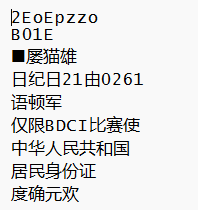 2EoEpzzo
B01E
■屡猫雄
日纪日21由0261
语顿军
仅限BDCI比赛使
中华人民共和国
居民身份证
度确元欢